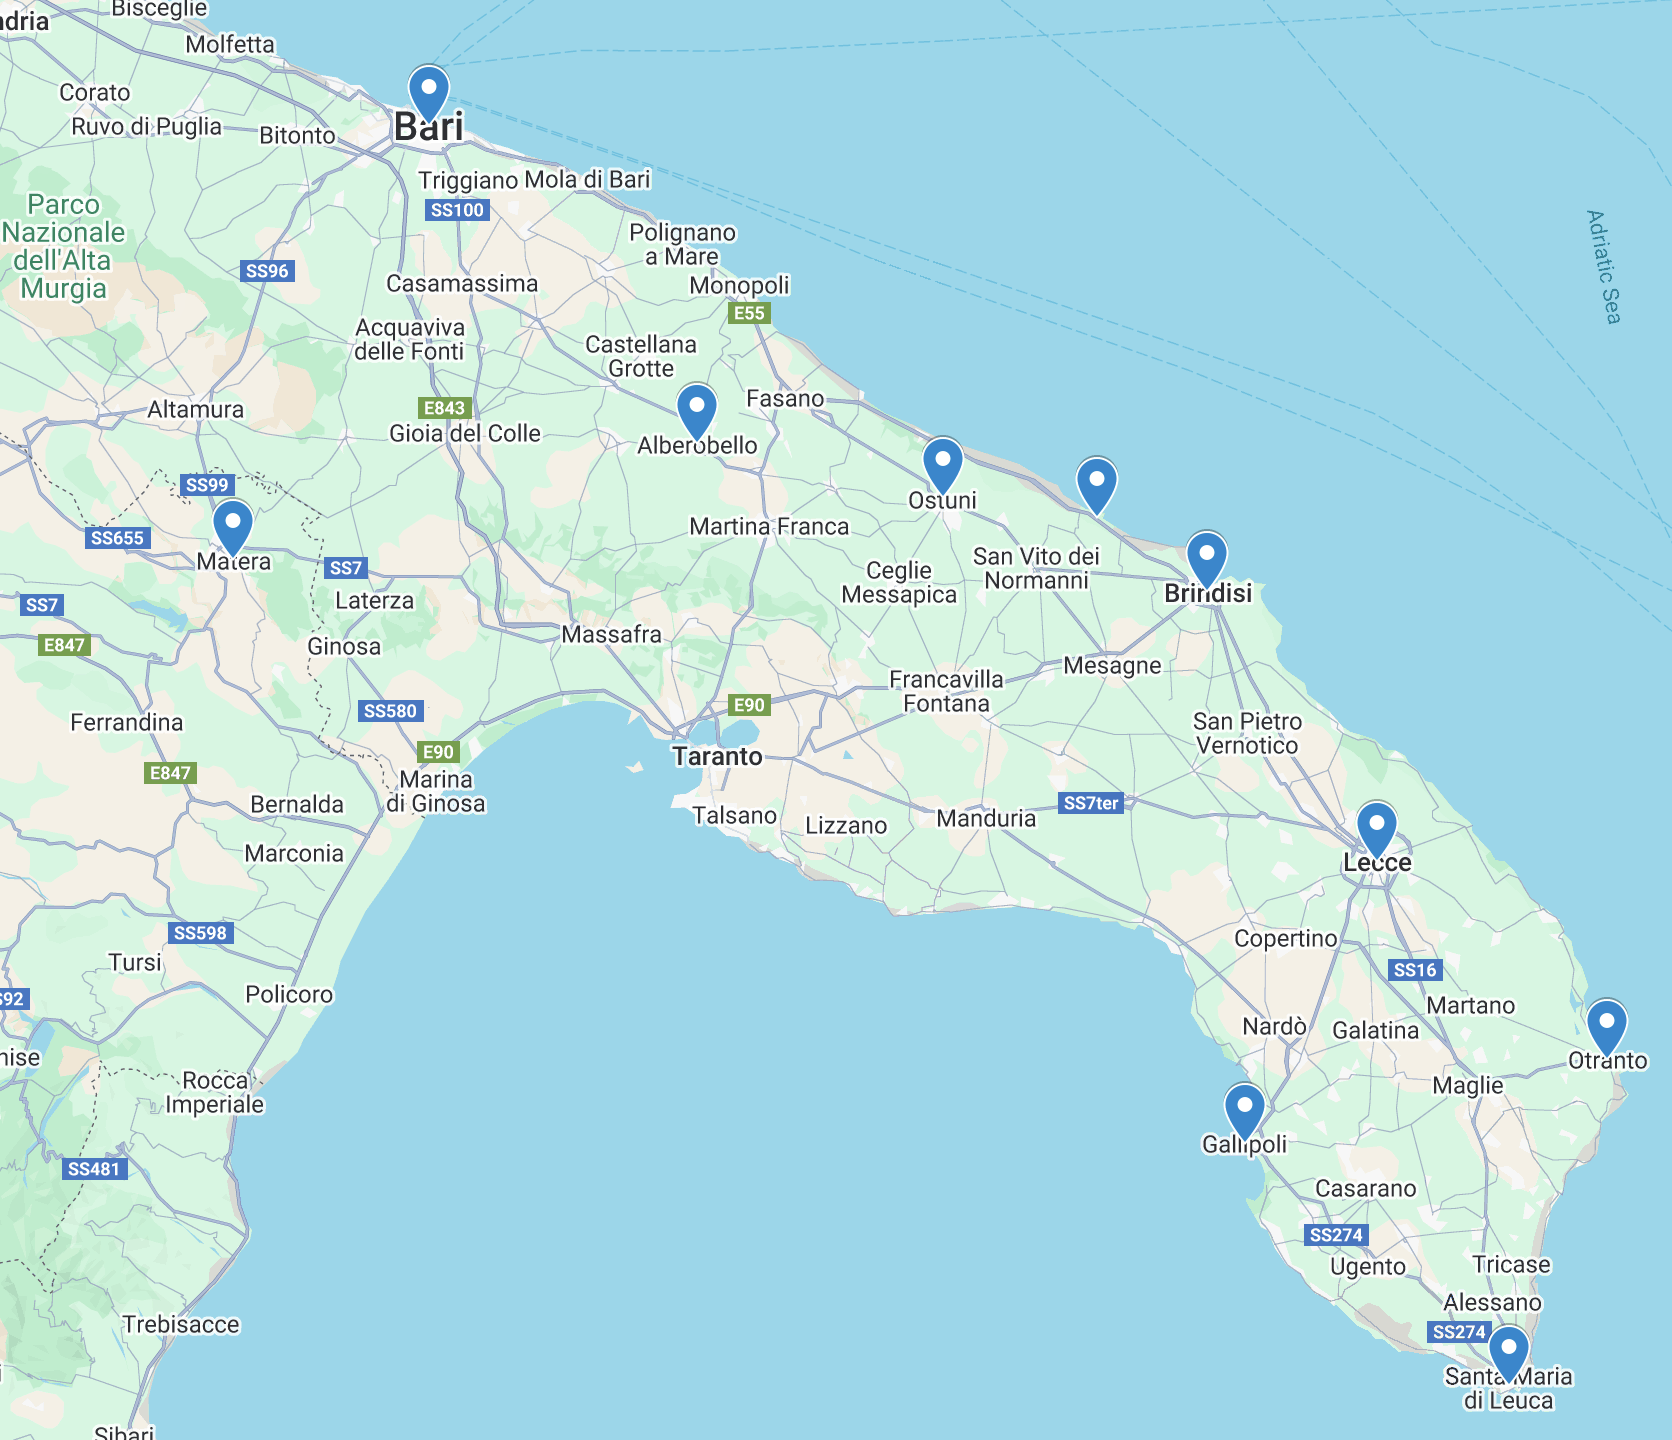 Bisceglie
Molfetta
Corato
Ruvo di Puglia
Bitonto
Bari
Triggiano
Mola di Bari
SS100
Parco
Nazionale
dell'Alta
Murgia
SS96
Polignano
a Mare
Adriatic Sea
Casamassima
Monopoli
E55
Acquaviva
delle Fonti
Castellana
Grotte
Altamura
E843
Fasano
Gioia del Colle
Alberobello
SS99
Ostuni
Martina Franca
SS655
Matera
SS7
San Vito dei
Normanni
Ceglie
Messapica
Brindisi
SS7
Laterza
E847
Ginosa
Massafra
Mesagne
Francavilla
Fontana
SS580
E90
Ferrandina
San Pietro
Vernotico
E90
Taranto
E847
Marina
di Ginosa
Bernalda
Talsano
Lizzano
Manduria
SS7ter
Marconia
Lecce
SS598
Copertino
Tursi
SS16
Policoro
Martano
Nardò
Galatina
Otranto
Rocca
Imperiale
Maglie
Gallipoli
SS481
Casarano
SS274
Ugento
Tricase
Alessano
Trebisacce
SS274
Santa Maria
di Leuca
Sibari